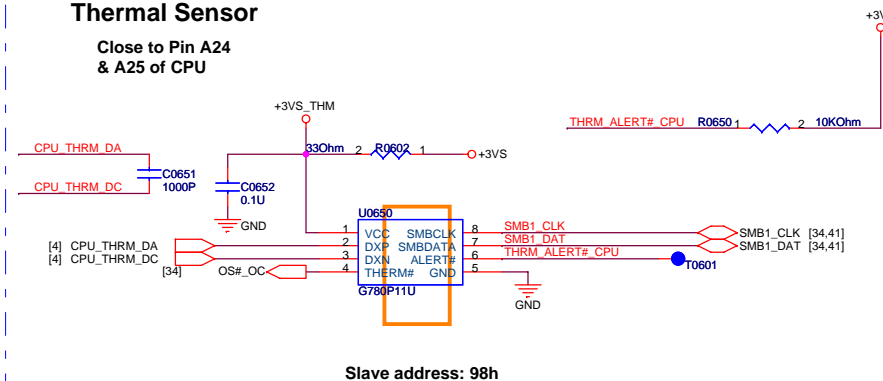 Thermal Sensor
Close to Pin A24
& A25 of CPU
+3VS_THM
THRM_ALERT#_CPU R0650 1 2 10KOhm
33Ohm 2 R0602 1 +3VS
CPU_THRM_DA
C0651
1000P
CPU_THRM_DC
C0652
0.1U
GND
U0650
1 VCC SMBCLK 8 SMB1_CLK SMB1_CLK [34,41]
[4] CPU_THRM_DA 2 DXP SMBDATA 7 SMB1_DAT SMB1_DAT [34,41]
[4] CPU_THRM_DC 3 DXN ALERT# 6 THRM_ALERT#_CPU T0601
[34] OS#_OC 4 THERM# GND 5
G780P11U
GND
Slave address: 98h